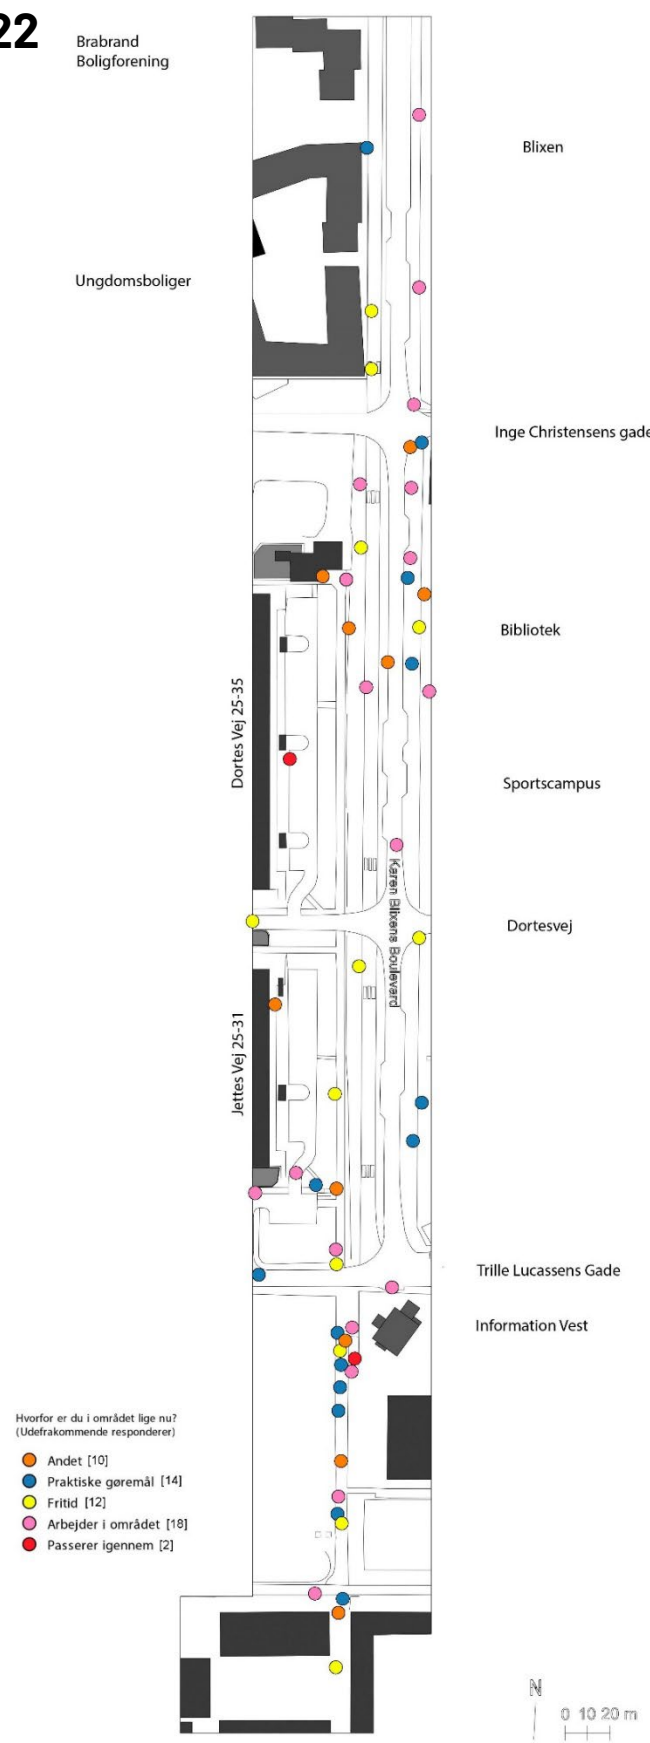 22
Brabrand
Boligforening
Blixen
Ungdomsboliger
Inge Christensens gade
Bibliotek
Dortes Vej 25-35
Sportscampus
Karen Blixens Boulevard
Dortesvej
Jettes Vej 25-31
Trille Lucassens Gade
Information Vest
Hvorfor er du i området lige nu?
(Udefrakommende responderer)
Andet [10]
Praktiske gøremål [14]
Fritid [12]
Arbejder i området [18]
Passerer igennem [2]
N
0 10 20 m